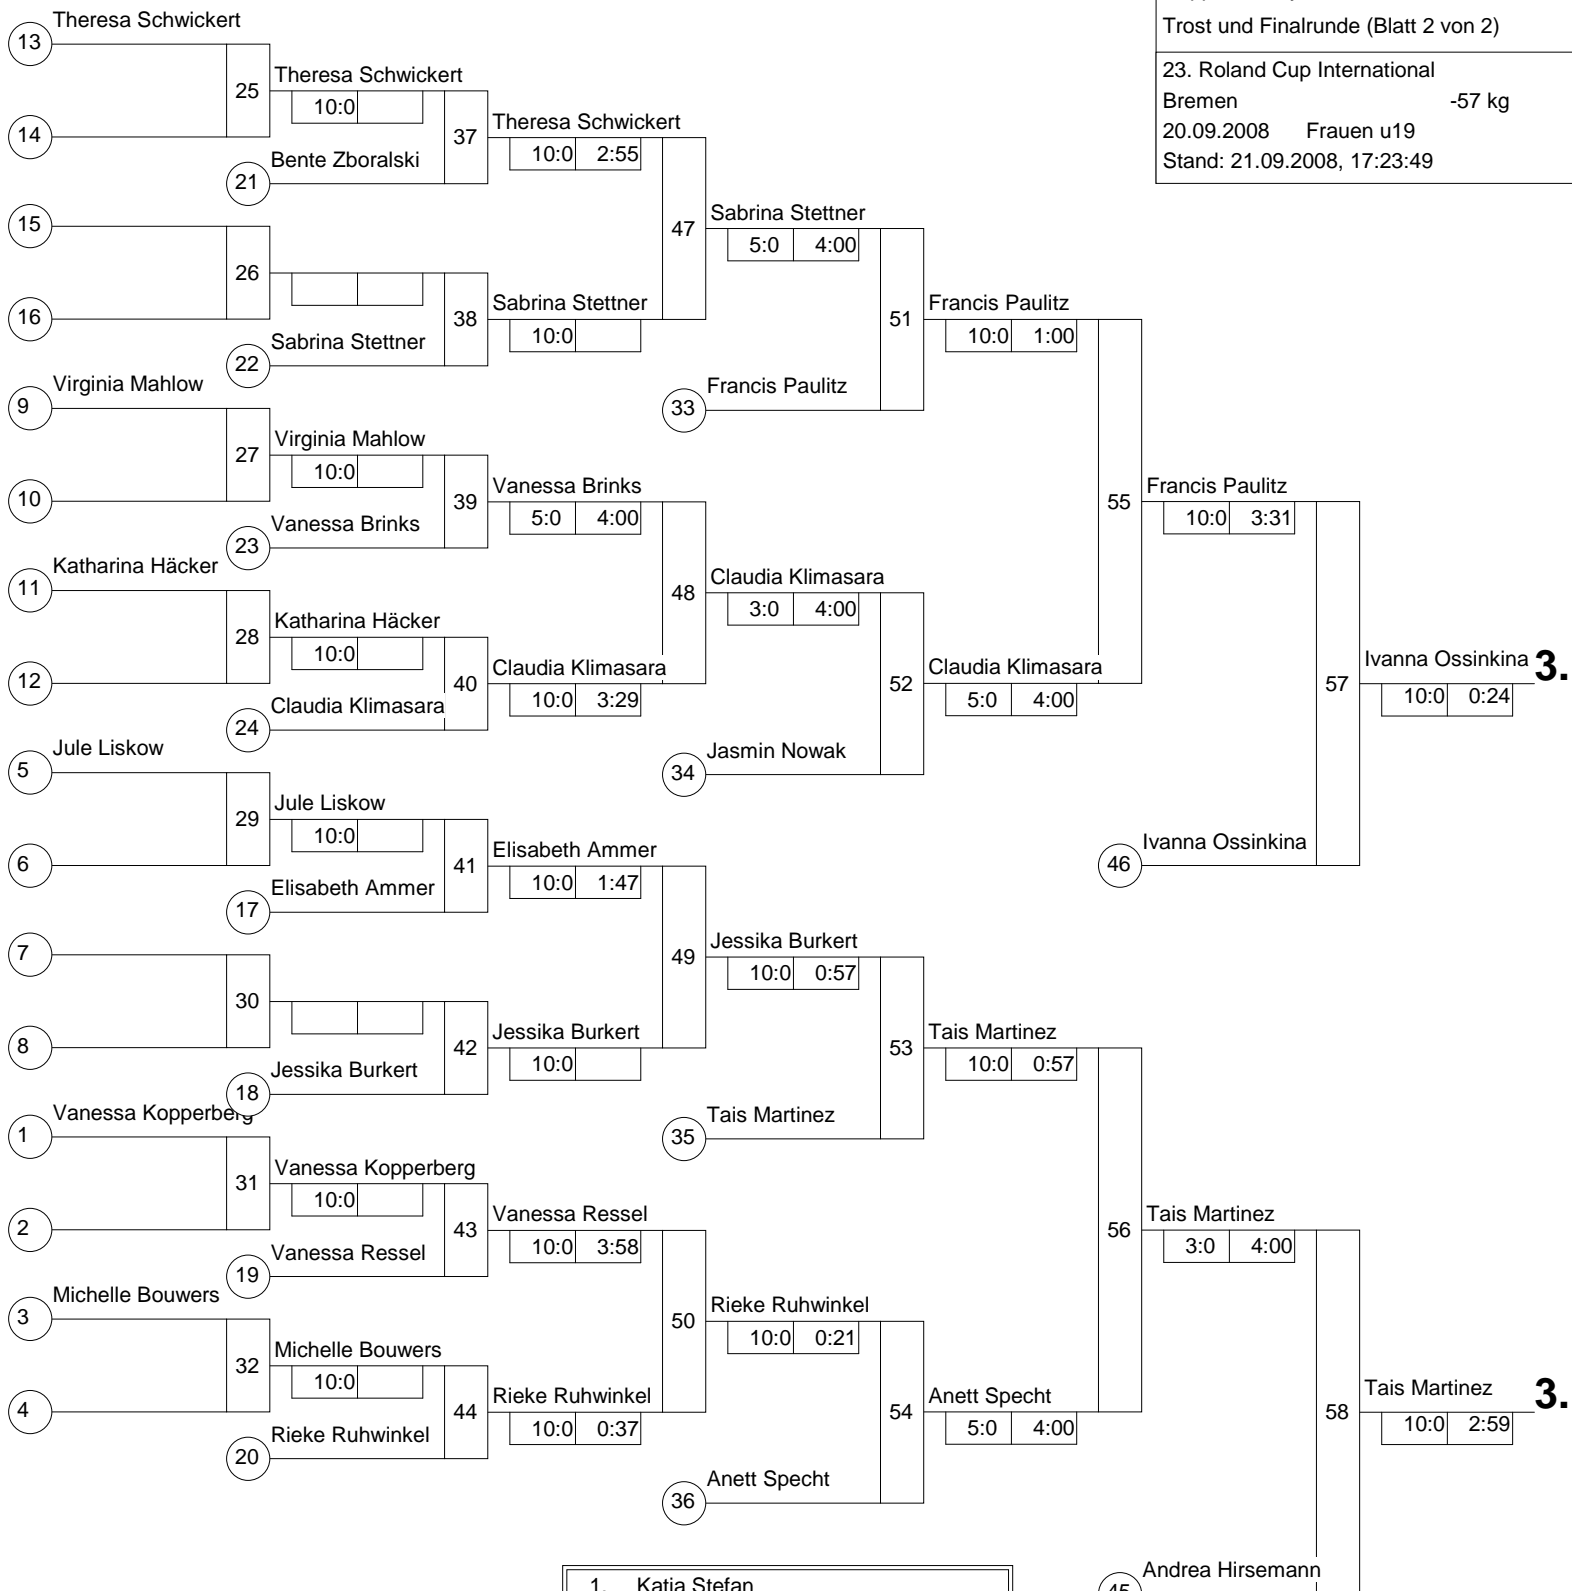 Trost und Finalrunde (Blatt 2 von 2)
23. Roland Cup International
Bremen -57 kg
20.09.2008 Frauen u19
Stand: 21.09.2008, 17:23:49
13 Theresa Schwickert
14
25 Theresa Schwickert
10:0
21 Bente Zboralski
37 Theresa Schwickert
10:0 2:55
15
16
26
22 Sabrina Stettner
38 Sabrina Stettner
10:0
47 Sabrina Stettner
5:0 4:00
33 Francis Paulitz
51 Francis Paulitz
10:0 1:00
9 Virginia Mahlow
10
27 Virginia Mahlow
10:0
23 Vanessa Brinks
39 Vanessa Brinks
5:0 4:00
11 Katharina Häcker
12
28 Katharina Häcker
10:0
24 Claudia Klimasara
40 Claudia Klimasara
10:0 3:29
48 Claudia Klimasara
3:0 4:00
34 Jasmin Nowak
52 Claudia Klimasara
5:0 4:00
55 Francis Paulitz
10:0 3:31
46 Ivanna Ossinkina
57 Ivanna Ossinkina 3.
10:0 0:24
5 Jule Liskow
6
29 Jule Liskow
10:0
17 Elisabeth Ammer
41 Elisabeth Ammer
10:0 1:47
7
8
30
18 Jessika Burkert
42 Jessika Burkert
10:0
49 Jessika Burkert
10:0 0:57
35 Tais Martinez
53 Tais Martinez
10:0 0:57
1 Vanessa Kopperberg
2
31 Vanessa Kopperberg
10:0
19 Vanessa Ressel
43 Vanessa Ressel
10:0 3:58
3 Michelle Bouwers
4
32 Michelle Bouwers
10:0
20 Rieke Ruhwinkel
44 Rieke Ruhwinkel
10:0 0:37
50 Rieke Ruhwinkel
10:0 0:21
36 Anett Specht
54 Anett Specht
5:0 4:00
56 Tais Martinez
3:0 4:00
45 Andrea Hirsemann
58 Tais Martinez 3.
10:0 2:59
1. Katja Stefan